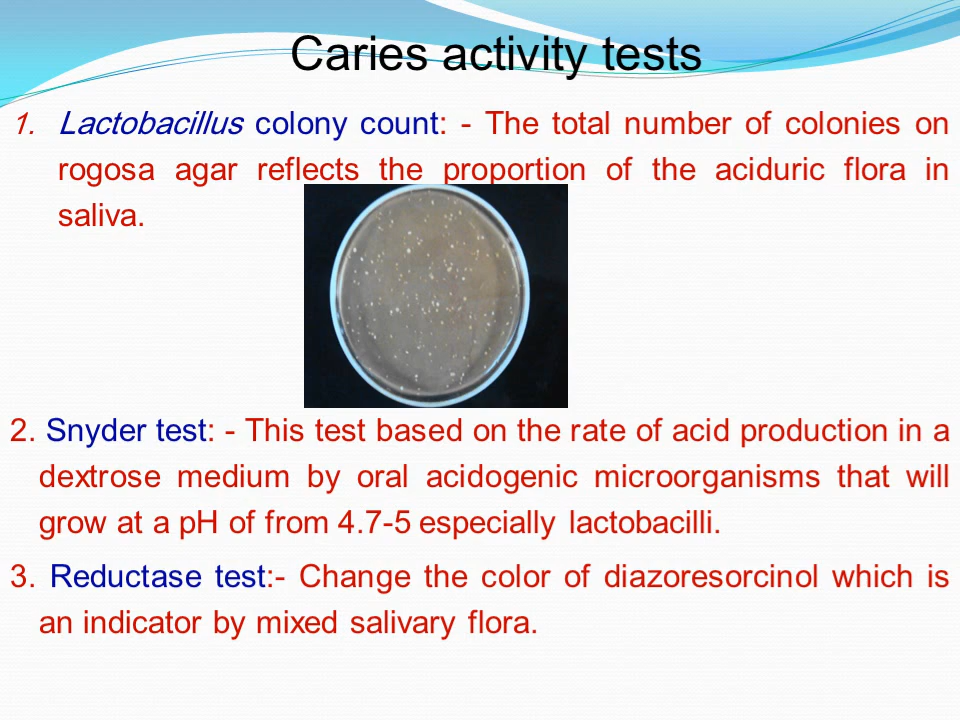 Caries activity tests
1. Lactobacillus colony count: - The total number of colonies on
rogosa agar reflects the proportion of the aciduric flora in
saliva.
2. Snyder test: - This test based on the rate of acid production in a
dextrose medium by oral acidogenic microorganisms that will
grow at a pH of from 4.7-5 especially lactobacilli.
3. Reductase test:- Change the color of diazoresorcinol which is
an indicator by mixed salivary flora.